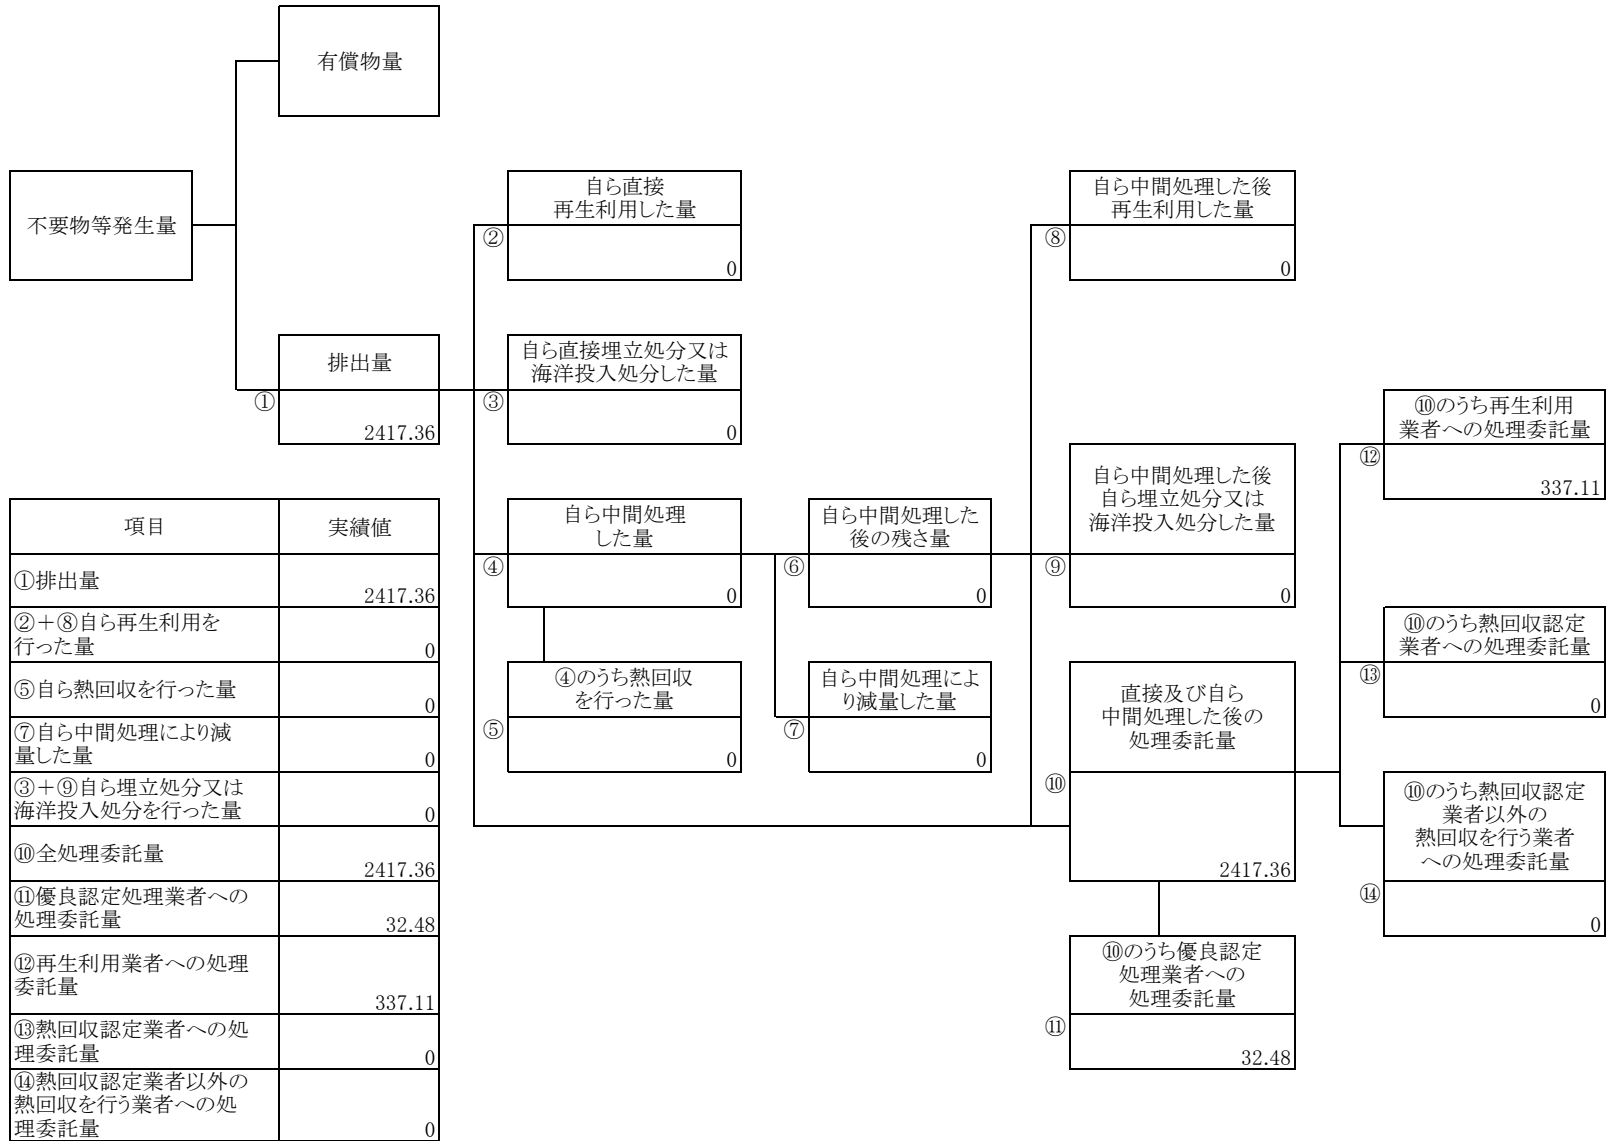 有償物量
不要物等発生量
排出量
①
2417.36
自ら直接
再生利用した量
②
0
自ら直接埋立処分又は
海洋投入処分した量
③
0
自ら中間処理
した量
④
0
④のうち熱回収
を行った量
⑤
0
自ら中間処理した
後の残さ量
⑥
0
自ら中間処理によ
り減量した量
⑦
0
自ら中間処理した後
再生利用した量
⑧
0
自ら中間処理した後
自ら埋立処分又は
海洋投入処分した量
⑨
0
直接及び自ら
中間処理した後の
処理委託量
⑩
2417.36
⑩のうち優良認定
処理業者への
処理委託量
⑪
32.48
⑩のうち再生利用
業者への処理委託量
⑫
337.11
⑩のうち熱回収認定
業者への処理委託量
⑬
0
⑩のうち熱回収認定
業者以外の
熱回収を行う業者
への処理委託量
⑭
0
項目 実績値
①排出量
2417.36
②＋⑧自ら再生利用を
行った量
0
⑤自ら熱回収を行った量
0
⑦自ら中間処理により減
量した量
0
③＋⑨自ら埋立処分又は
海洋投入処分を行った量
0
⑩全処理委託量
2417.36
⑪優良認定処理業者への
処理委託量
32.48
⑫再生利用業者への処理
委託量
337.11
⑬熱回収認定業者への処
理委託量
0
⑭熱回収認定業者以外の
熱回収を行う業者への処
理委託量
0